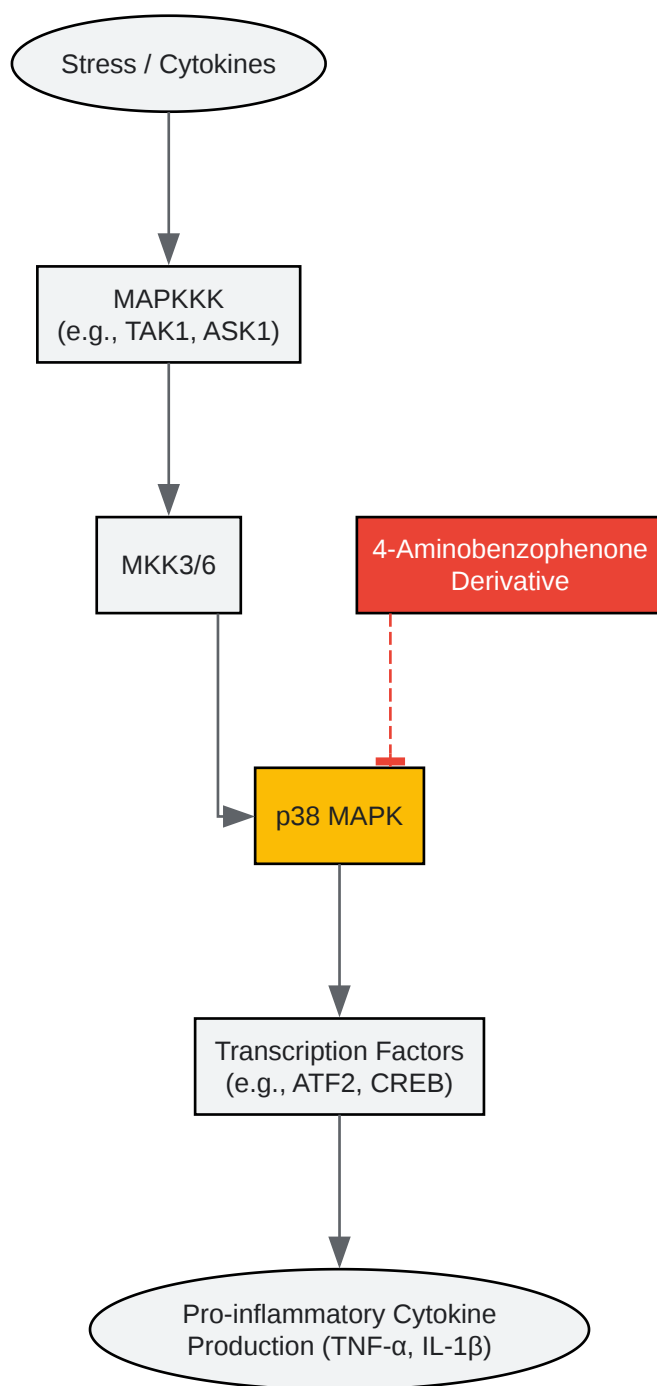 Stress / Cytokines
MAPKKK
(e.g., TAK1, ASK1)
MKK3/6
4-Aminobenzophenone
Derivative
p38 MAPK
Transcription Factors
(e.g., ATF2, CREB)
Pro-inflammatory Cytokine
Production (TNF-α, IL-1β)